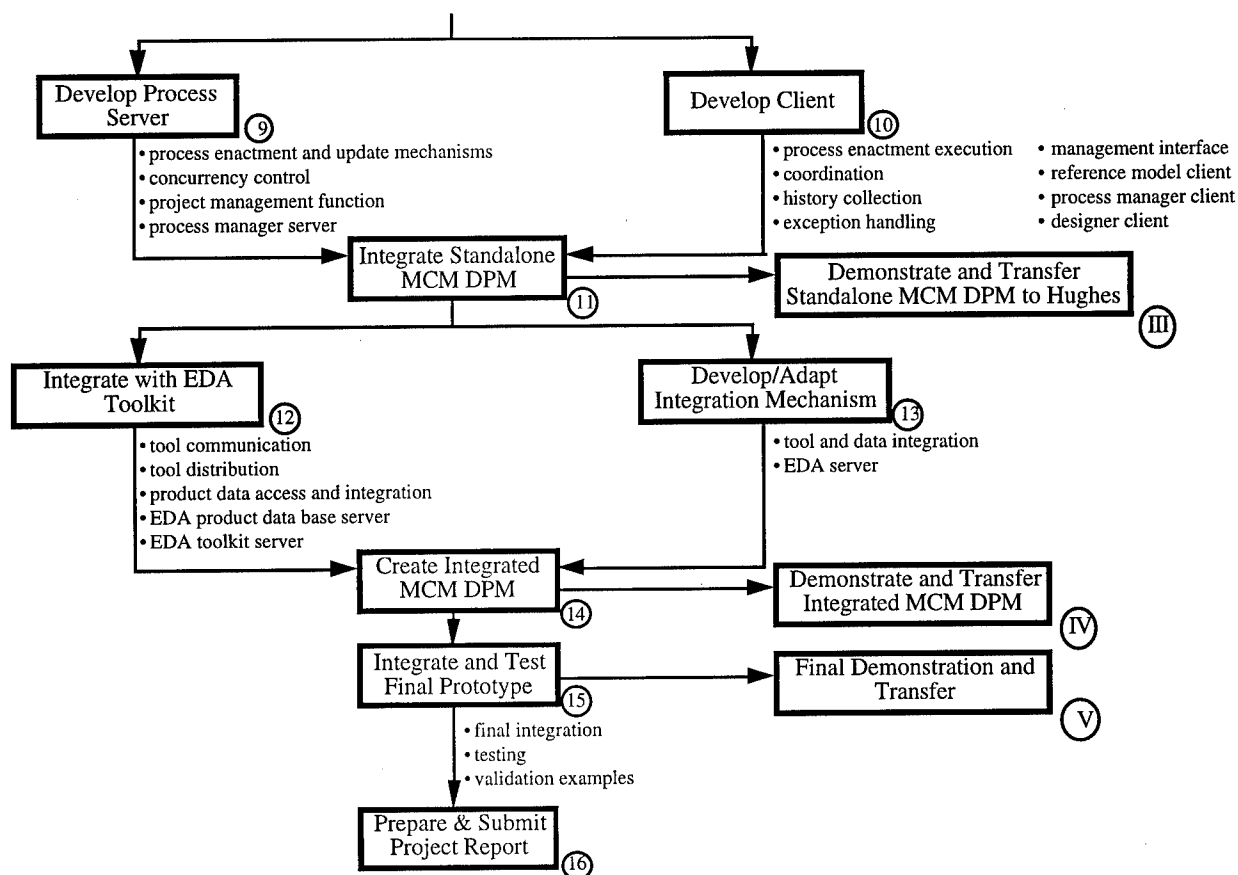 Develop Process
Server
9
• process enactment and update mechanisms
• concurrency control
• project management function
• process manager server
Develop Client
10
• process enactment execution
• coordination
• history collection
• exception handling
• management interface
• reference model client
• process manager client
• designer client
Integrate Standalone
MCM DPM
11
Demonstrate and Transfer
Standalone MCM DPM to Hughes
III
Integrate with EDA
Toolkit
12
• tool communication
• tool distribution
• product data access and integration
• EDA product data base server
• EDA toolkit server
Develop/Adapt
Integration Mechanism
13
• tool and data integration
• EDA server
Create Integrated
MCM DPM
14
Demonstrate and Transfer
Integrated MCM DPM
IV
Integrate and Test
Final Prototype
15
Final Demonstration and
Transfer
V
• final integration
• testing
• validation examples
Prepare & Submit
Project Report
16